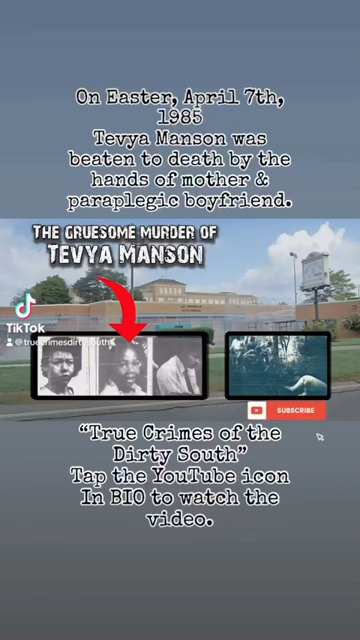 On Easter, April 7th,
1985
Tevya Manson was
beaten to death by the
hands of mother &
paraplegic boyfriend.
THE GRUESOME MURDER OF
TEVYA MANSON
TikTok
@truecrimesdirtysouth
SUBSCRIBE
“True Crimes of the
Dirty South”
Tap the YouTube icon
In BIO to watch the
video.